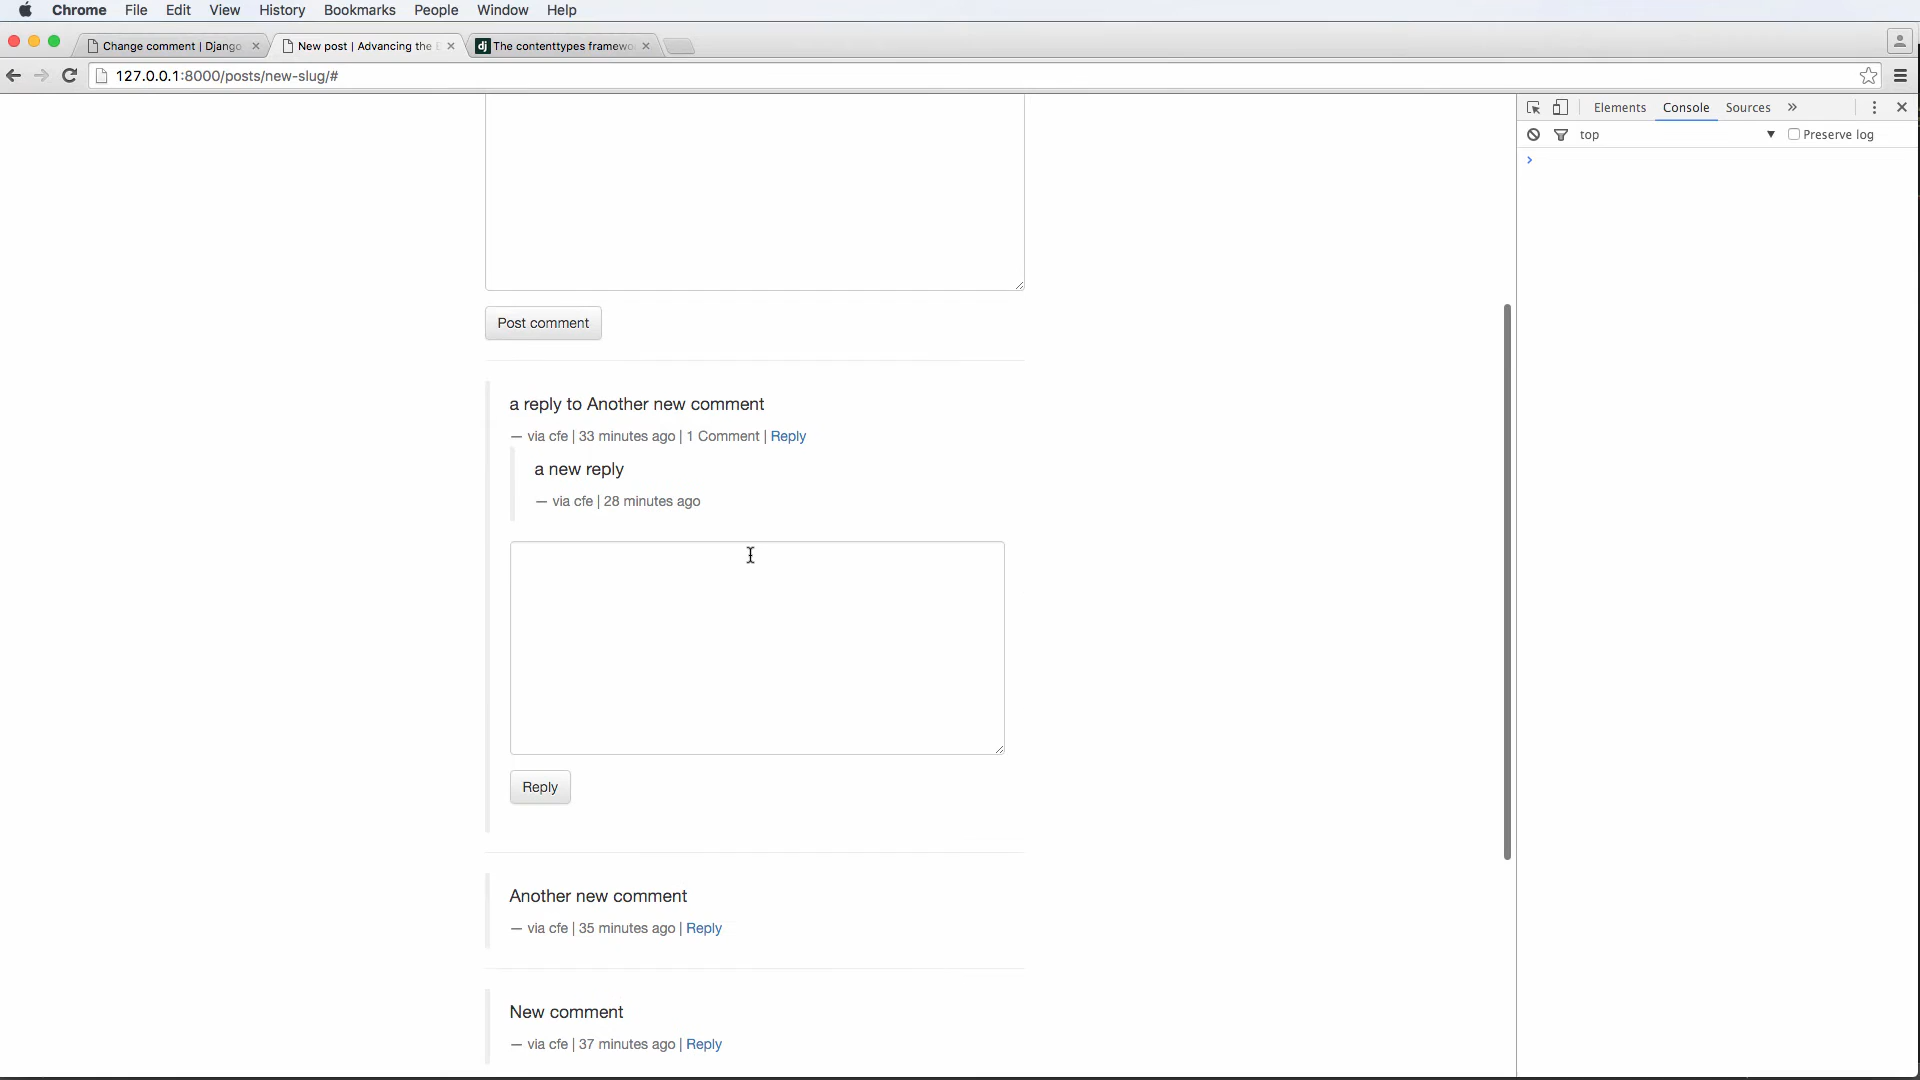 Chrome File Edit View History Bookmarks People Window Help
Change comment | Django
New post | Advancing the
dj The contenttypes framewo
127.0.0.1:8000/posts/new-slug/#
Elements Console Sources »
top Preserve log
Post comment
a reply to Another new comment
— via cfe | 33 minutes ago | 1 Comment | Reply
a new reply
— via cfe | 28 minutes ago
Reply
Another new comment
— via cfe | 35 minutes ago | Reply
New comment
— via cfe | 37 minutes ago | Reply